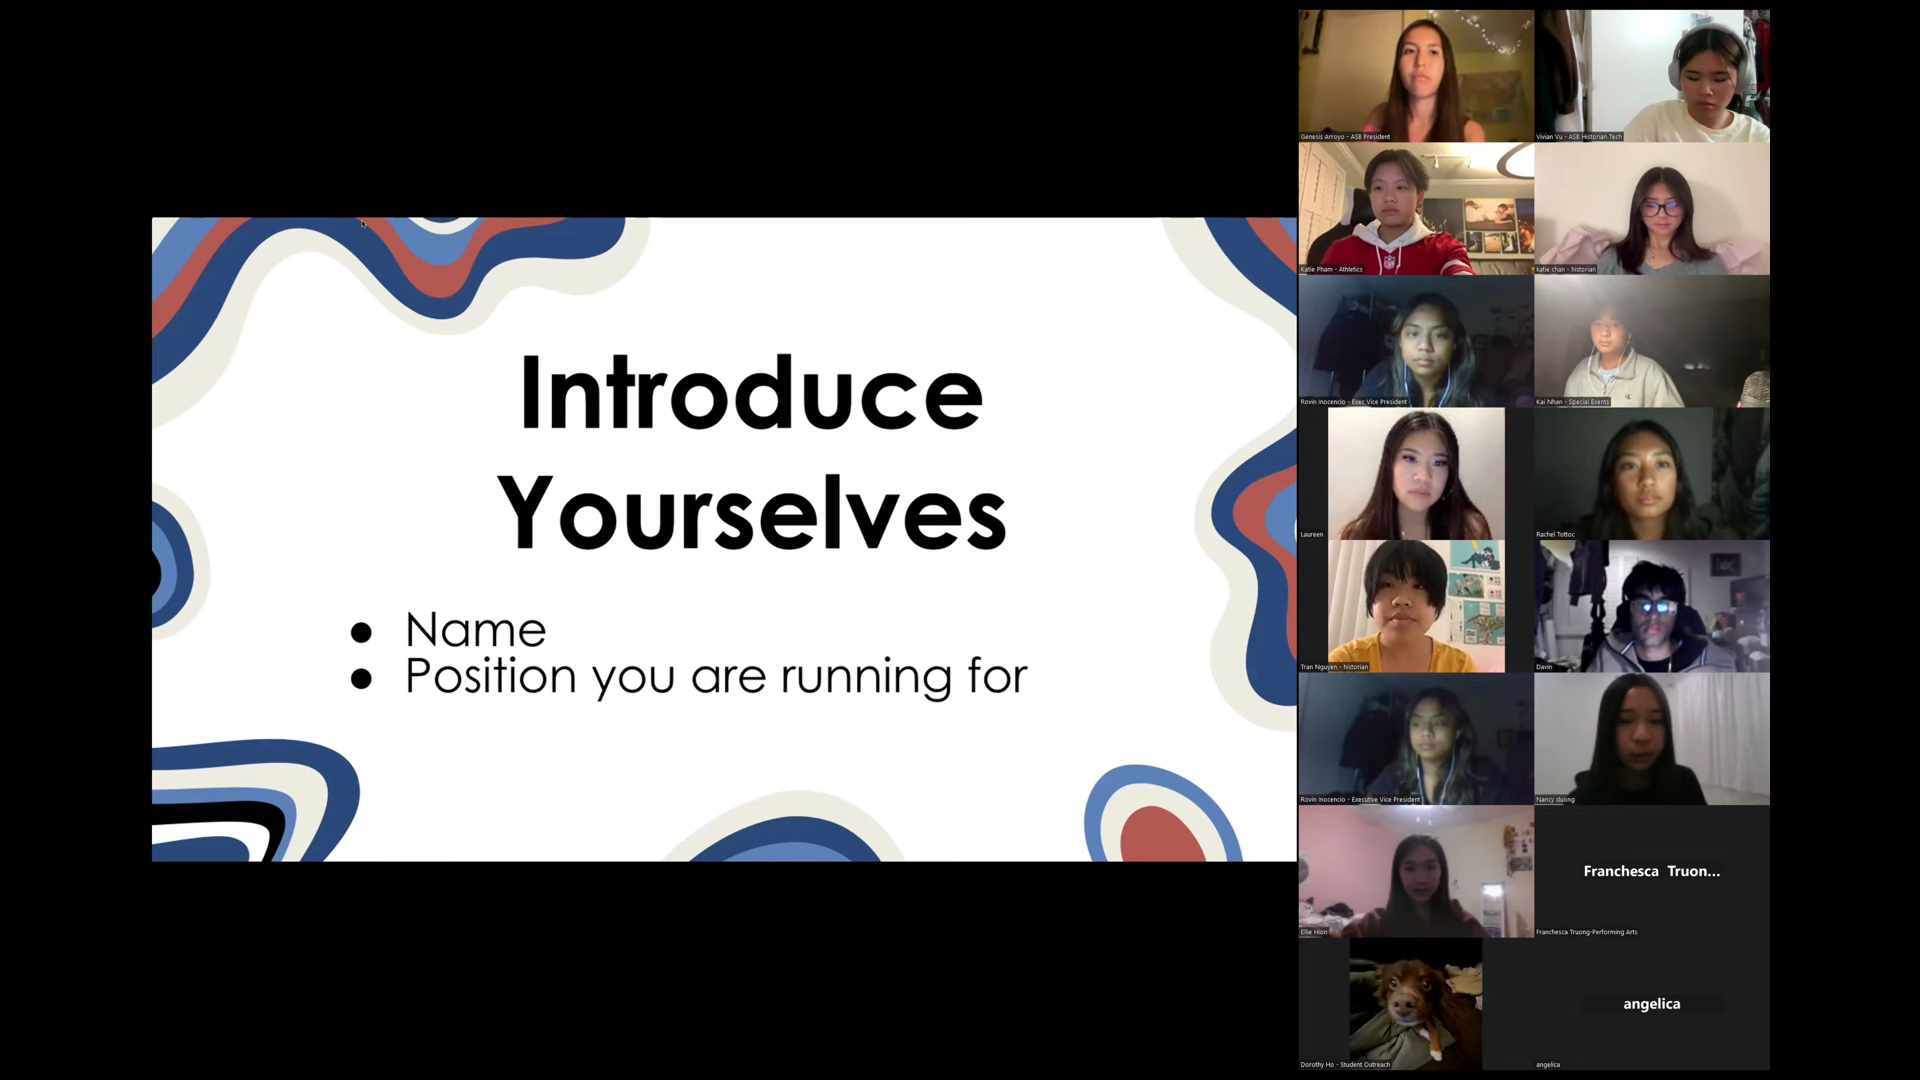 Introduce
Yourselves
● Name
● Position you are running for
Genesis Arroyo - ASB President
Vivian Vu - ASB Historian Tech
Katie Pham - Athletics
katie chan - historian
Rovin Inocencio - Exec Vice President
Kai Nhan - Special Events
Laureen
Rachel Tottoc
Tran Nguyen - historian
Davin
Rovin Inocencio - Executive Vice President
Nancy duong
Ellie Hion
Franchesca Truon...
Franchesca Truong-Performing Arts
angelica
Dorothy Ho - Student Outreach
angelica